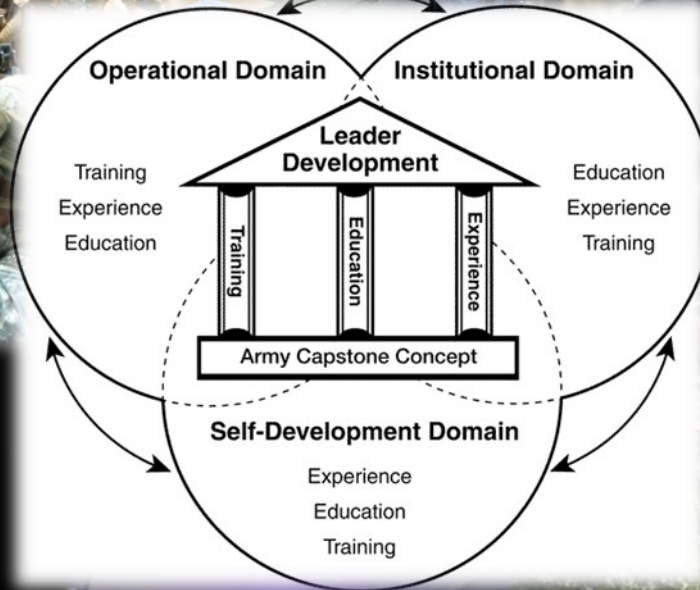 Operational Domain
Institutional Domain
Leader
Development
Training
Experience
Education
Education
Experience
Training
Training
Education
Experience
Army Capstone Concept
Self-Development Domain
Experience
Education
Training